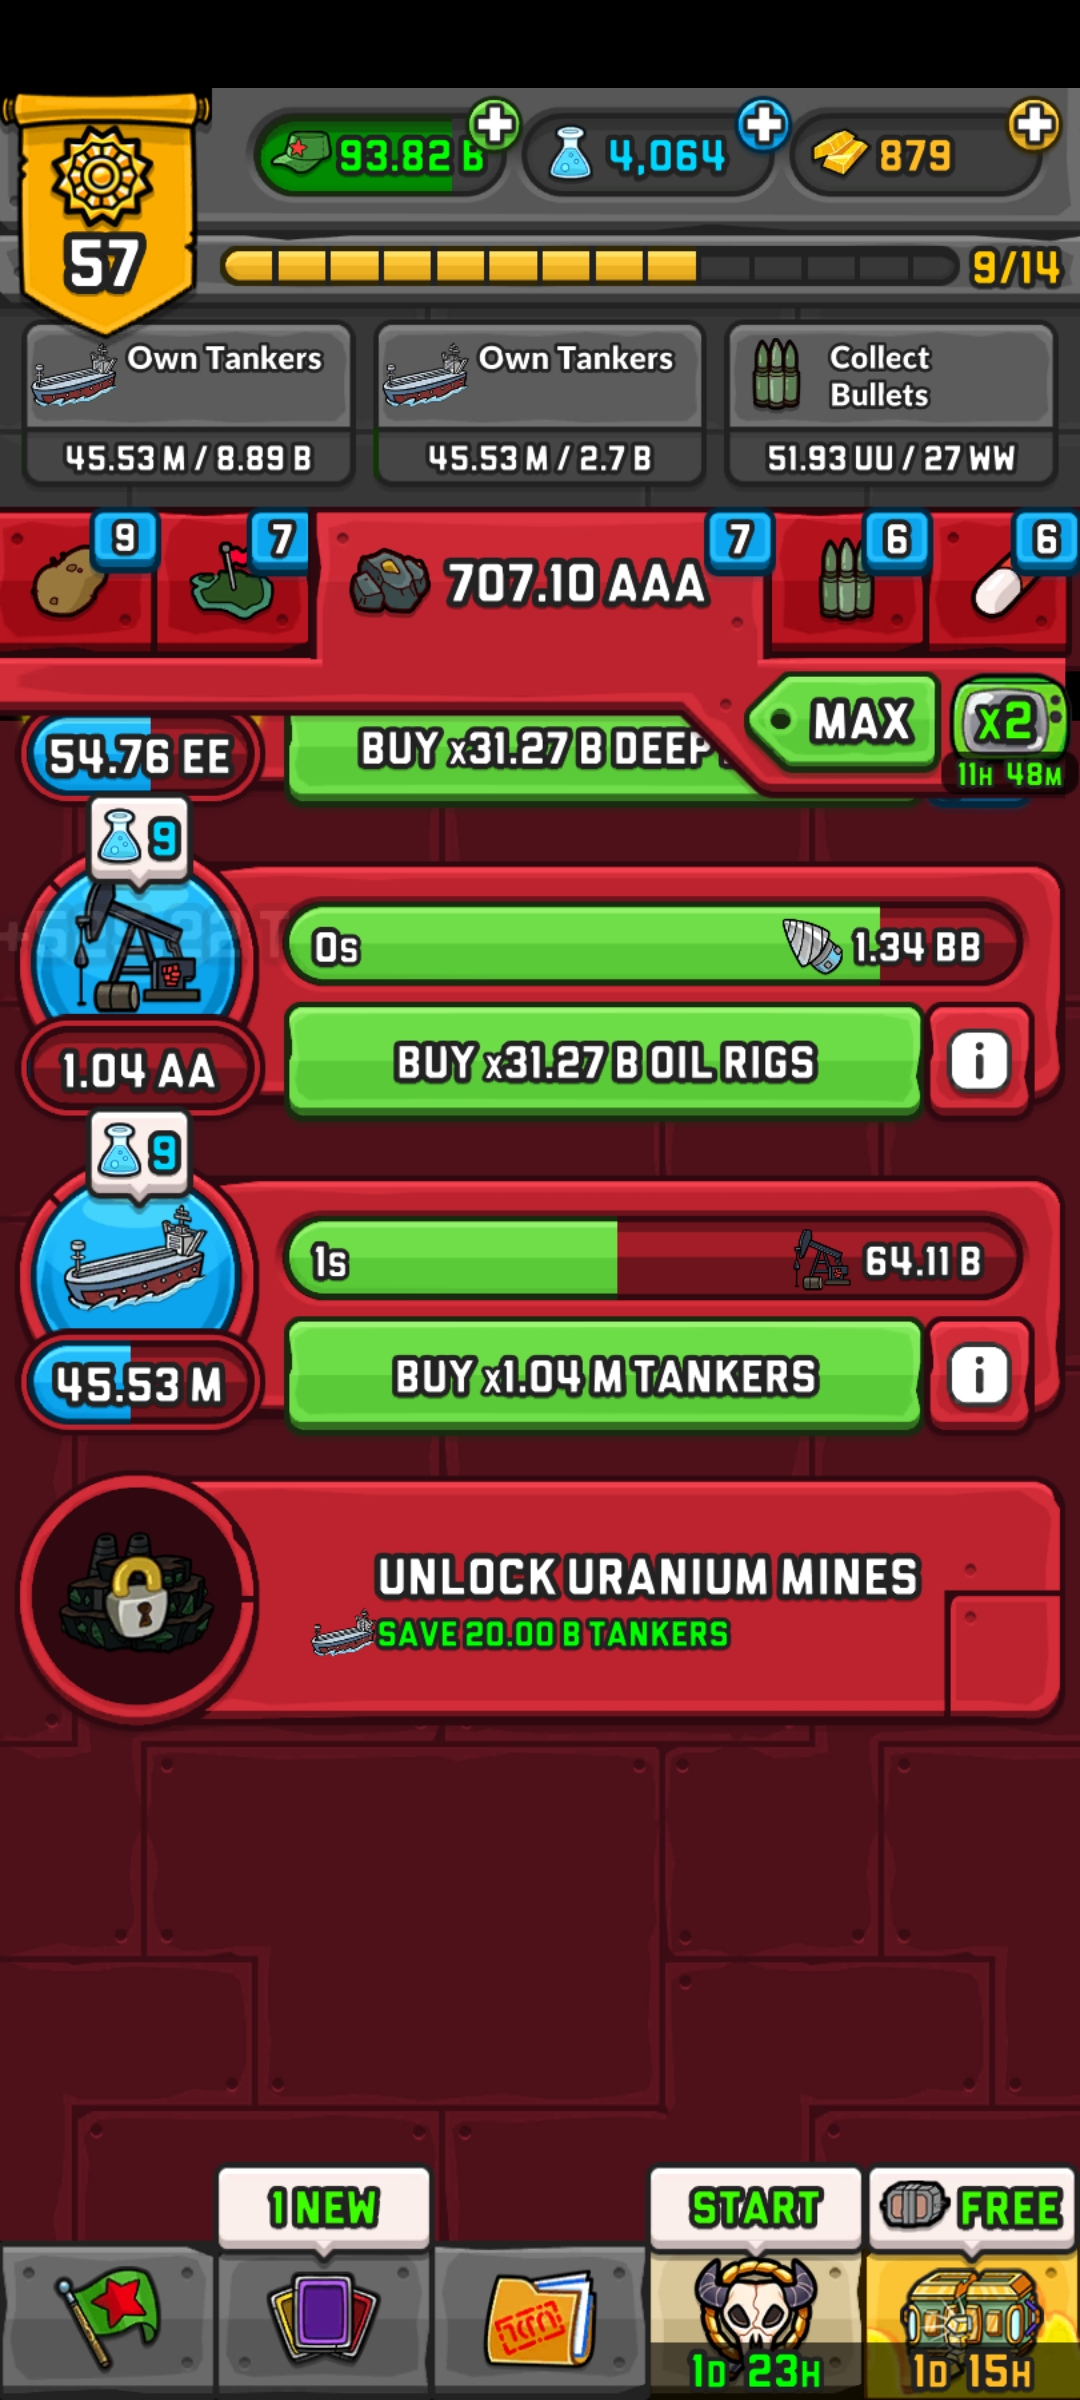 93.82 B
4,064
879
57
9/14
Own Tankers
45.53 M / 8.89 B
Own Tankers
45.53 M / 2.7 B
Collect
Bullets
51.93 UU / 27 WW
9
7
707.10 AAA
7
6
6
MAX
x2
11H 48M
54.76 EE
BUY x31.27 B DEEP
9
0s
1.34 BB
1.04 AA
BUY x31.27 B OIL RIGS
i
9
1s
64.11 B
45.53 M
BUY x1.04 M TANKERS
i
UNLOCK URANIUM MINES
SAVE 20.00 B TANKERS
1 NEW
START
FREE
1D 23H
1D 15H